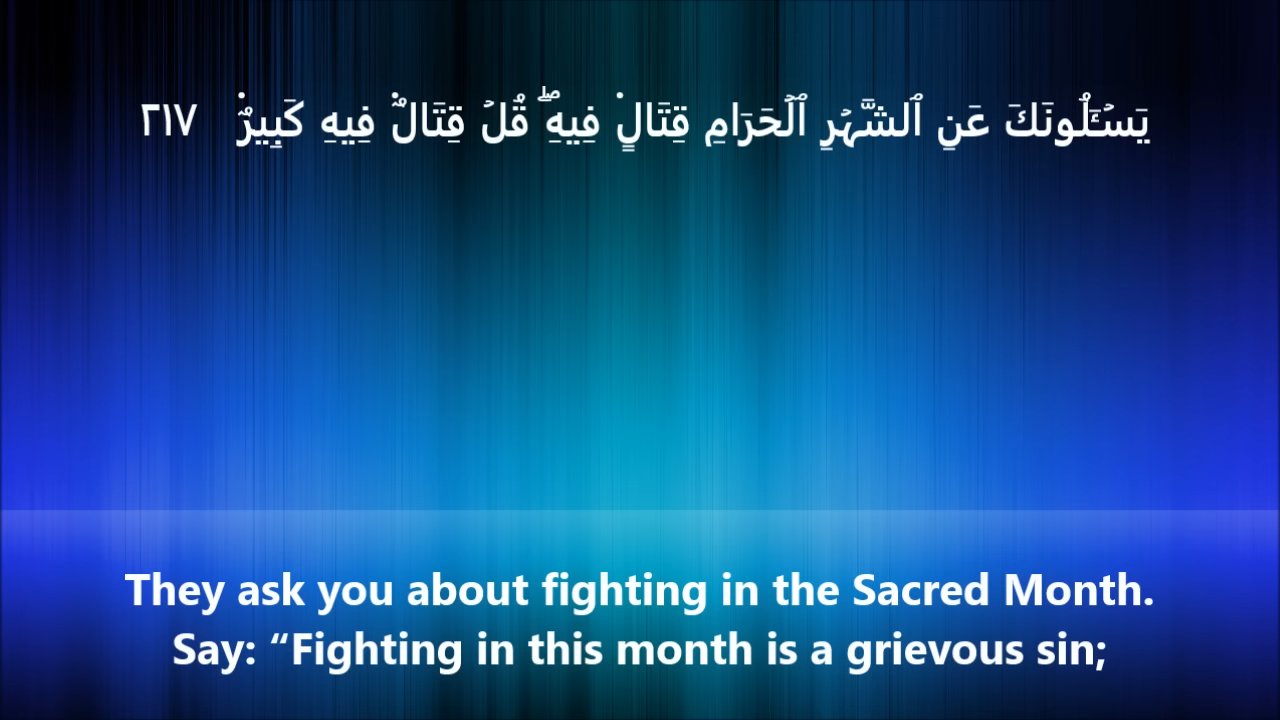 يَسۡـَٔلُونَكَ عَنِ ٱلشَّهۡرِ ٱلۡحَرَامِ قِتَالٖ فِيهِۖ قُلۡ قِتَالٞ فِيهِ كَبِيرٞ ٢١٧
They ask you about fighting in the Sacred Month.
Say: “Fighting in this month is a grievous sin;